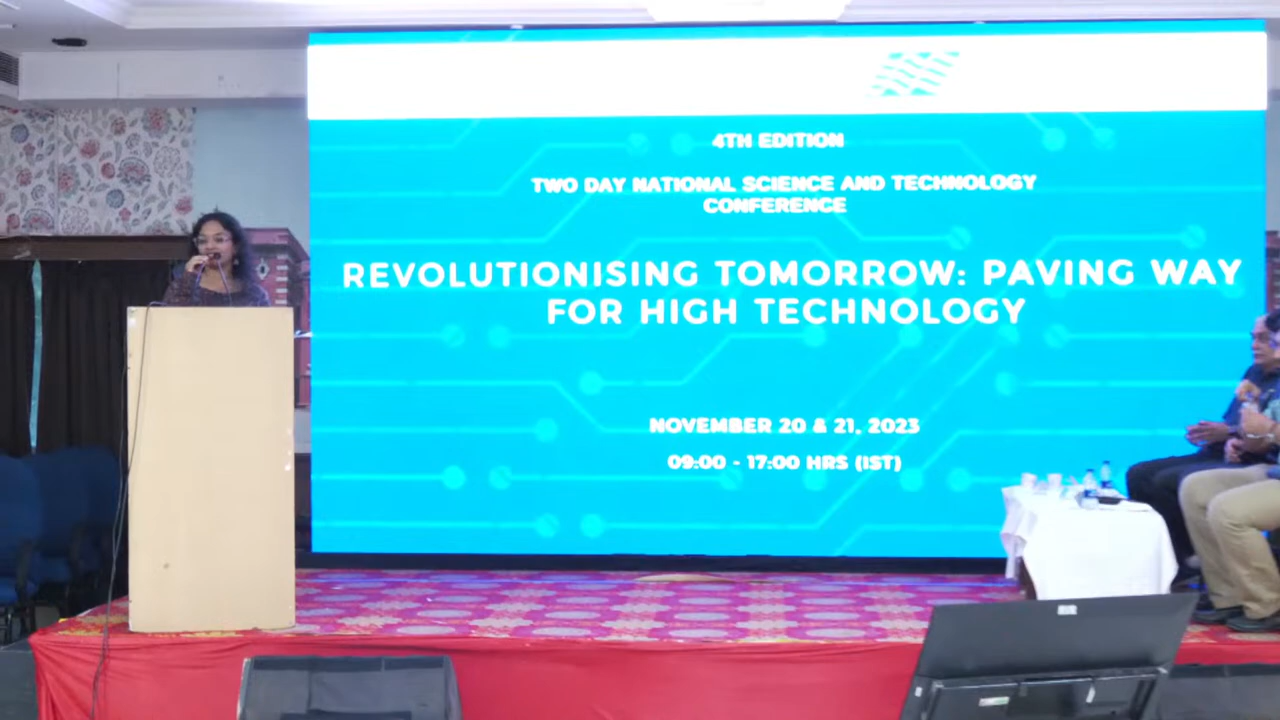 4TH EDITION
TWO DAY NATIONAL SCIENCE AND TECHNOLOGY
CONFERENCE
REVOLUTIONISING TOMORROW: PAVING WAY
FOR HIGH TECHNOLOGY
NOVEMBER 20 & 21, 2023
09:00 - 17:00 HRS (IST)